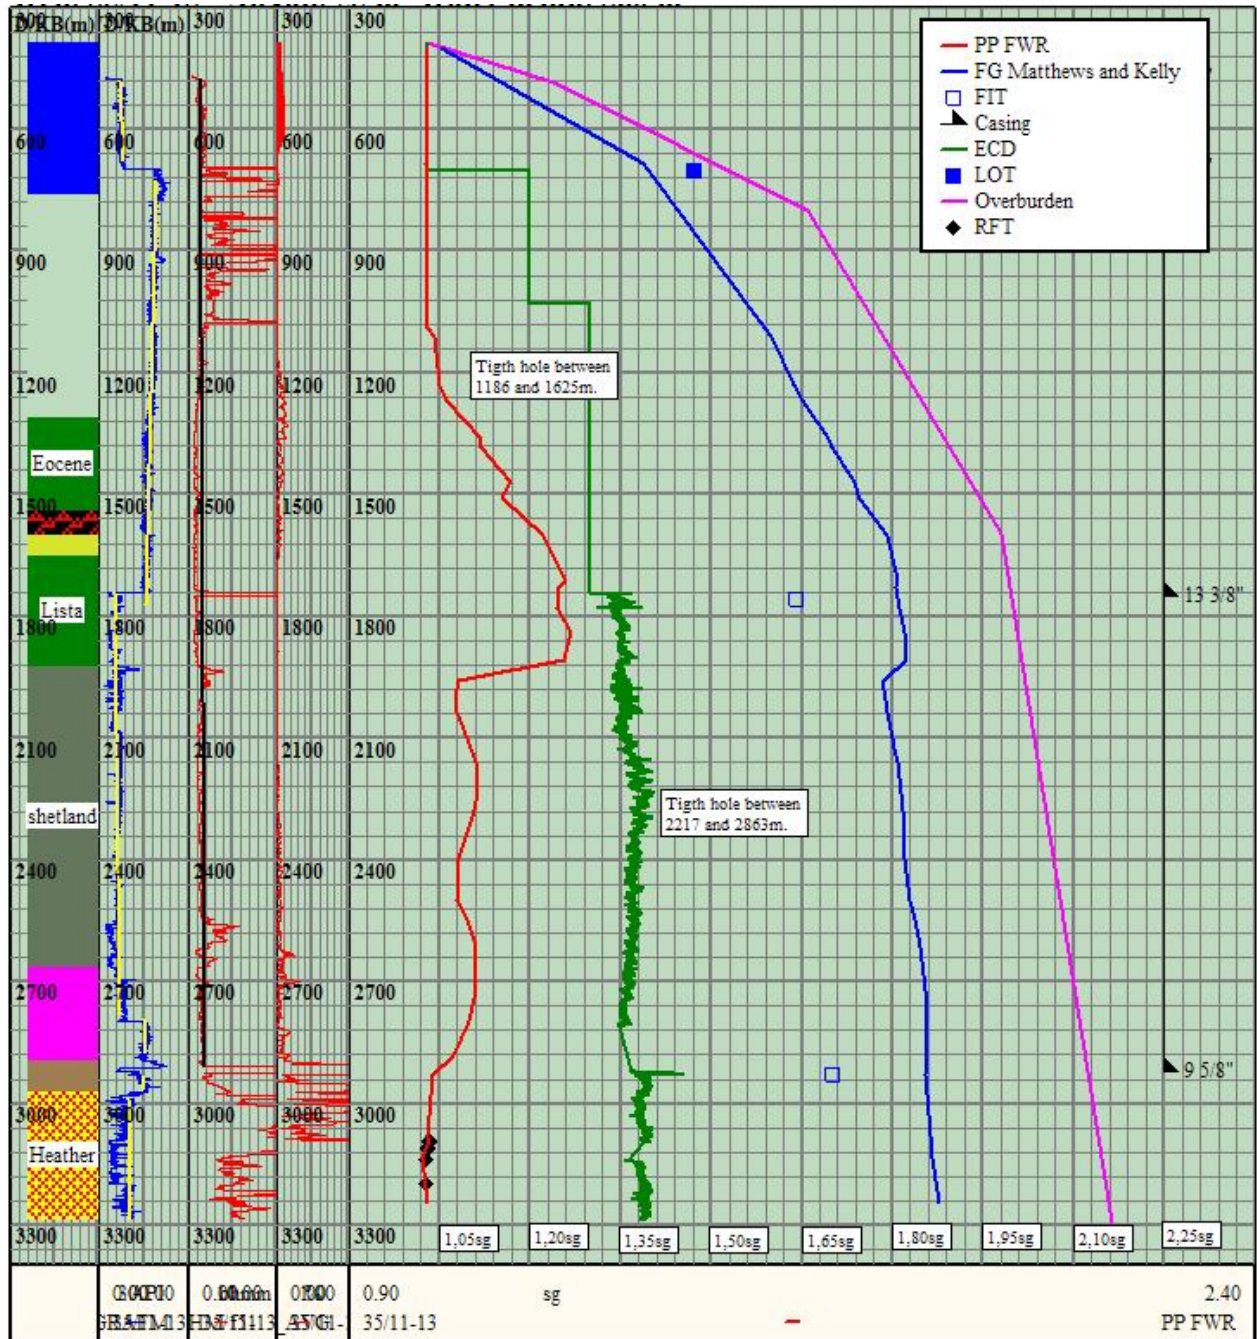 300 300 300 300
D/KB(m) D/KB(m)
PP FWR
FG Matthews and Kelly
FIT
Casing
ECD
LOT
Overburden
RFT
600 600 600 600 600
900 900 900 900 900
Tigth hole between
1186 and 1625m.
1200 1200 1200 1200 1200
Eocene
1500 1500 1500 1500 1500
Lista
13 3/8"
1800 1800 1800 1800 1800
2100 2100 2100 2100 2100
Tigth hole between
2217 and 2863m.
shetland
2400 2400 2400 2400 2400
2700 2700 2700 2700 2700
9 5/8"
3000 3000 3000 3000 3000
Heather
3300 3300 3300 3300 3300
1,05sg 1,20sg 1,35sg 1,50sg 1,65sg 1,80sg 1,95sg 2,10sg 2,25sg
0.90 sg 2.40
35/11-13 PP FWR